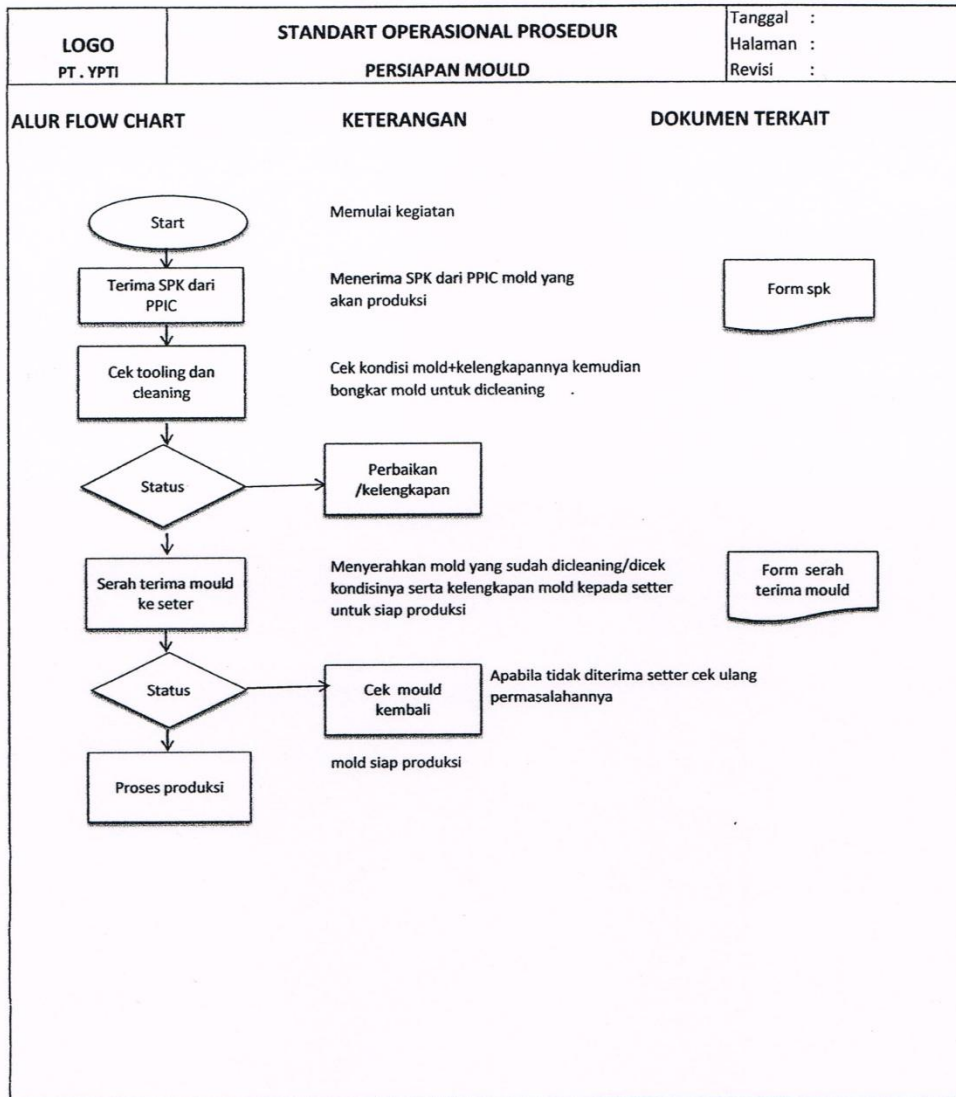 LOGO
PT . YPTI
STANDART OPERASIONAL PROSEDUR
PERSIAPAN MOULD
Tanggal :
Halaman :
Revisi :
ALUR FLOW CHART
KETERANGAN
DOKUMEN TERKAIT
Start
Memulai kegiatan
Terima SPK dari
PPIC
Menerima SPK dari PPIC mold yang
akan produksi
Form spk
Cek tooling dan
cleaning
Cek kondisi mold+kelengkapannya kemudian
bongkar mold untuk dicleaning .
Status
Perbaikan
/kelengkapan
Serah terima mould
ke seter
Menyerahkan mold yang sudah dicleaning/dicek
kondisinya serta kelengkapan mold kepada setter
untuk siap produksi
Form serah
terima mould
Status
Cek mould
kembali
Apabila tidak diterima setter cek ulang
permasalahannya
Proses produksi
mold siap produksi